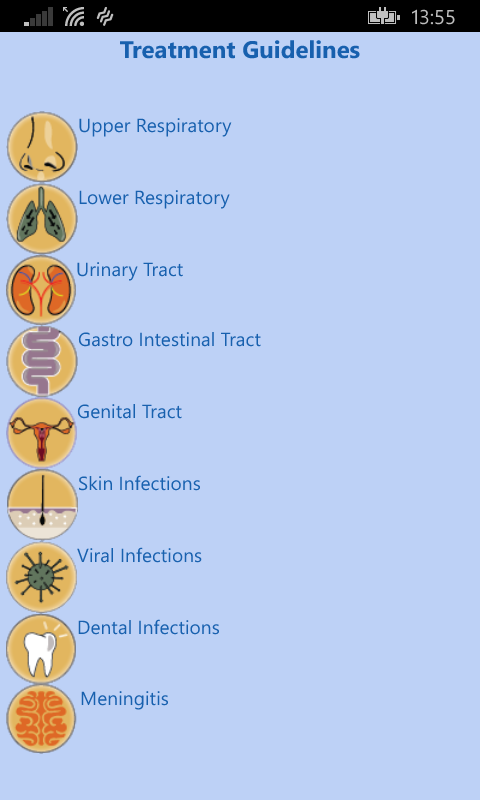 13:55
Treatment Guidelines
Upper Respiratory
Lower Respiratory
Urinary Tract
Gastro Intestinal Tract
Genital Tract
Skin Infections
Viral Infections
Dental Infections
Meningitis